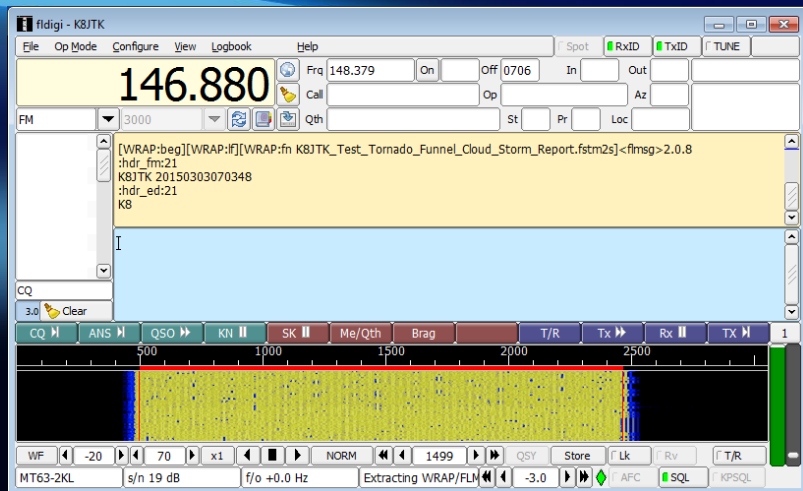 fldigi - K8JTK
File Op Mode Configure View Logbook Help Spot RxID TxID TUNE
146.880 Frq 148.379 On Off 0706 In Out
Call Op Az
FM 3000 Qth St Pr Loc
[WRAP:beg][WRAP:lf][WRAP:fn K8JTK_Test_Tornado_Funnel_Cloud_Storm_Report.fstm2s]<flmsg>2.0.8
:hdr_fm:21
K8JTK 20150303070348
:hdr_ed:21
K8
CQ
3.0 Clear
CQ ANS QSO KN SK Me/Qth Brag T/R Tx Rx TX 1
500 1000 1500 2000 2500
WF -20 70 x1 NORM 1499 QSY Store Lk Rv T/R
MT63-2KL s/n 19 dB f/o +0.0 Hz Extracting WRAP/FLM -3.0 AFC SQL KPSQL